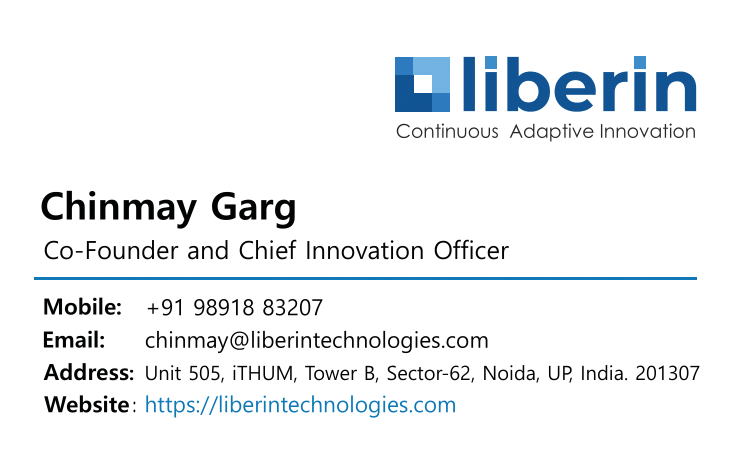 liberin
Continuous Adaptive Innovation
Chinmay Garg
Co-Founder and Chief Innovation Officer
Mobile: +91 98918 83207
Email: chinmay@liberintechnologies.com
Address: Unit 505, iTHUM, Tower B, Sector-62, Noida, UP, India. 201307
Website: https://liberintechnologies.com